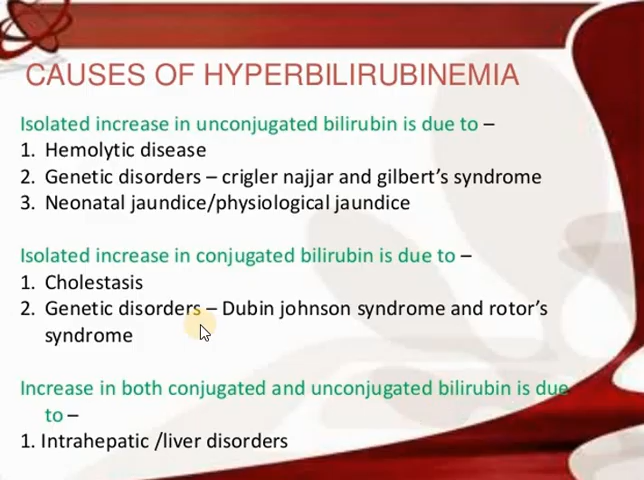 CAUSES OF HYPERBILIRUBINEMIA
Isolated increase in unconjugated bilirubin is due to –
1. Hemolytic disease
2. Genetic disorders – crigler najjar and gilbert’s syndrome
3. Neonatal jaundice/physiological jaundice
Isolated increase in conjugated bilirubin is due to –
1. Cholestasis
2. Genetic disorders – Dubin johnson syndrome and rotor’s
syndrome
Increase in both conjugated and unconjugated bilirubin is due
to –
1. Intrahepatic /liver disorders